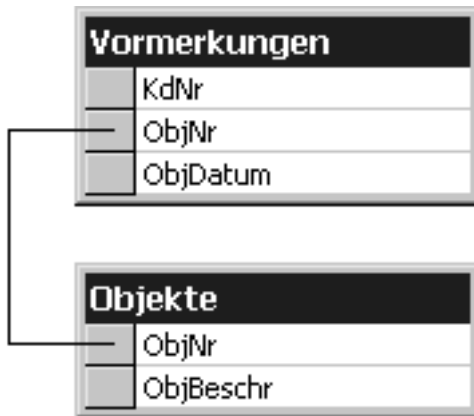 Vormerkungen
KdNr
ObjNr
ObjDatum
Objekte
ObjNr
ObjBeschr